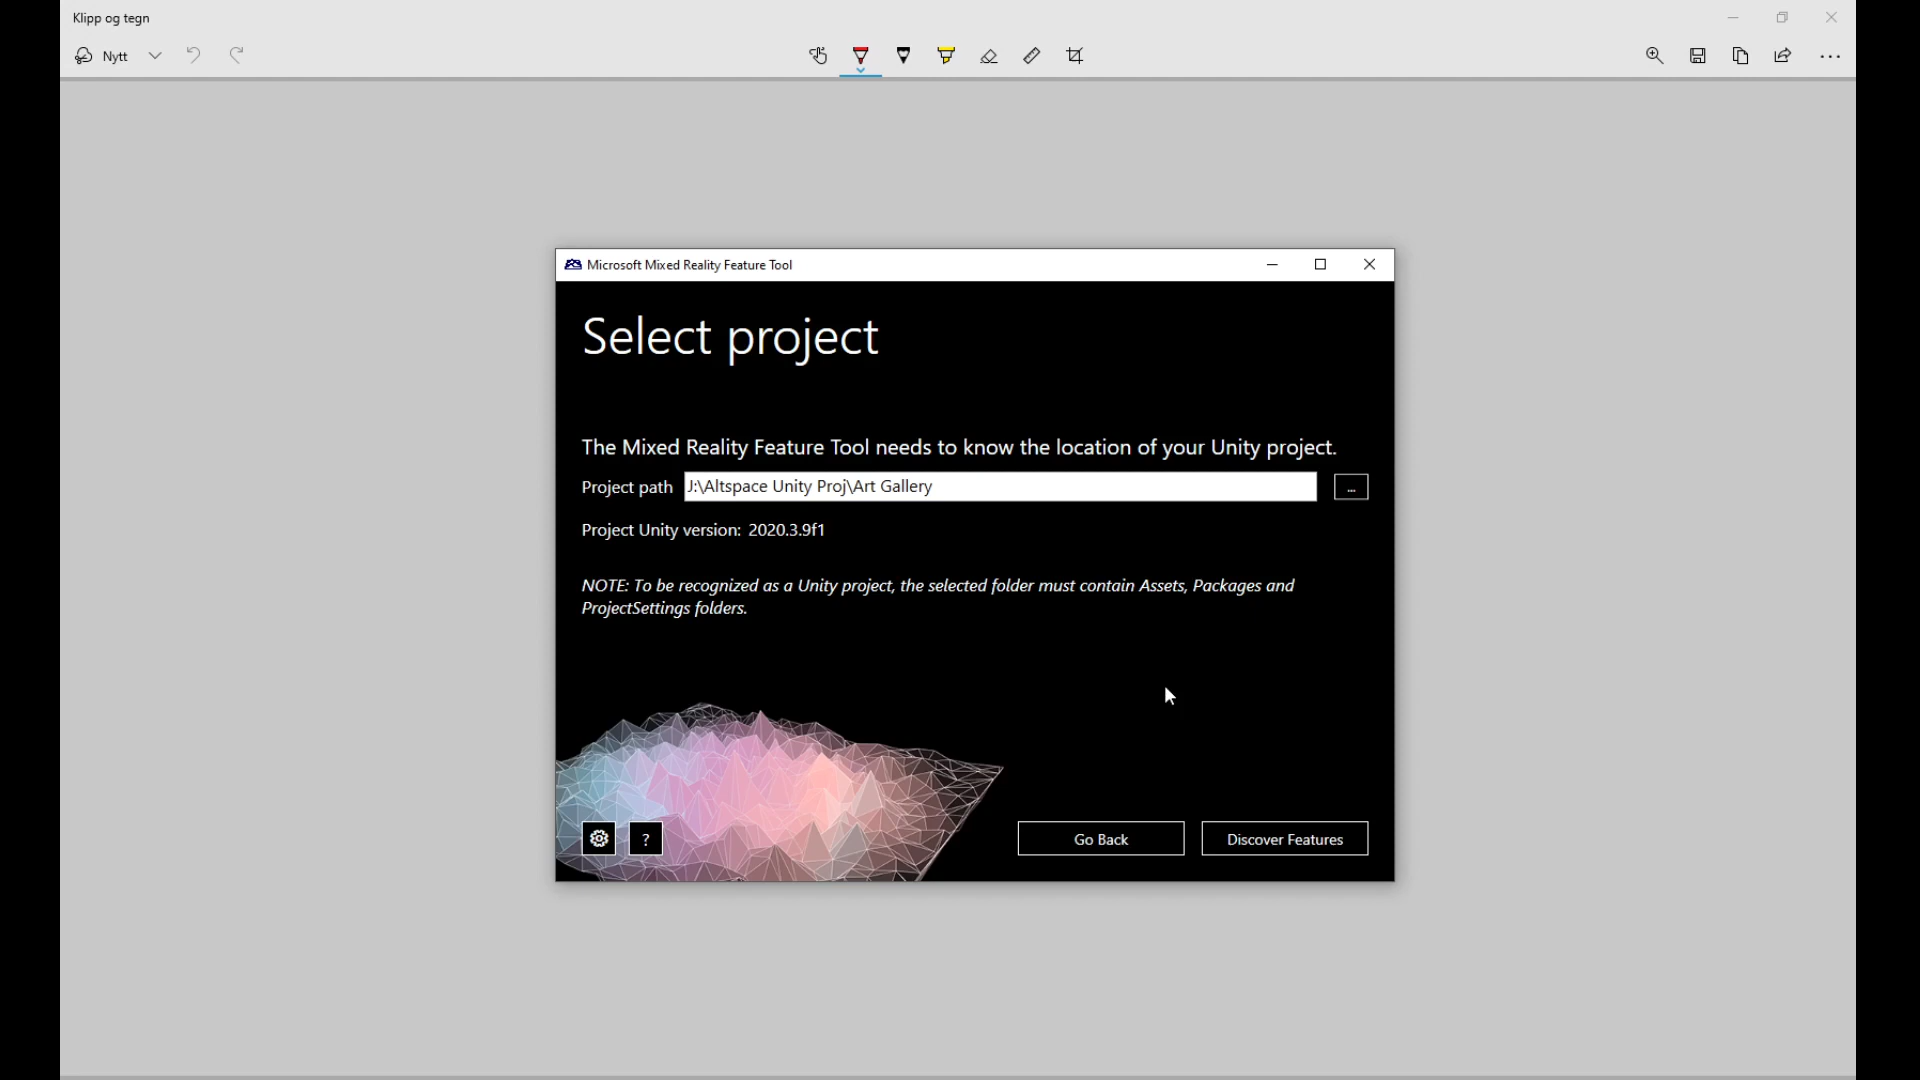 Klipp og tegn
Nytt
Microsoft Mixed Reality Feature Tool
Select project
The Mixed Reality Feature Tool needs to know the location of your Unity project.
Project path J:\Altspace Unity Proj\Art Gallery ...
Project Unity version: 2020.3.9f1
NOTE: To be recognized as a Unity project, the selected folder must contain Assets, Packages and
ProjectSettings folders.
? Go Back Discover Features